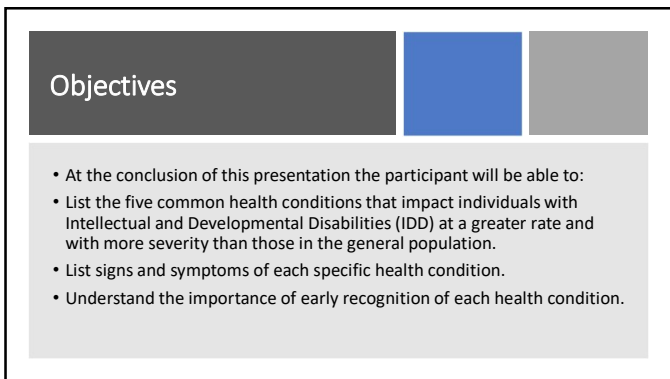 Objectives
• At the conclusion of this presentation the participant will be able to:
• List the five common health conditions that impact individuals with
Intellectual and Developmental Disabilities (IDD) at a greater rate and
with more severity than those in the general population.
• List signs and symptoms of each specific health condition.
• Understand the importance of early recognition of each health condition.